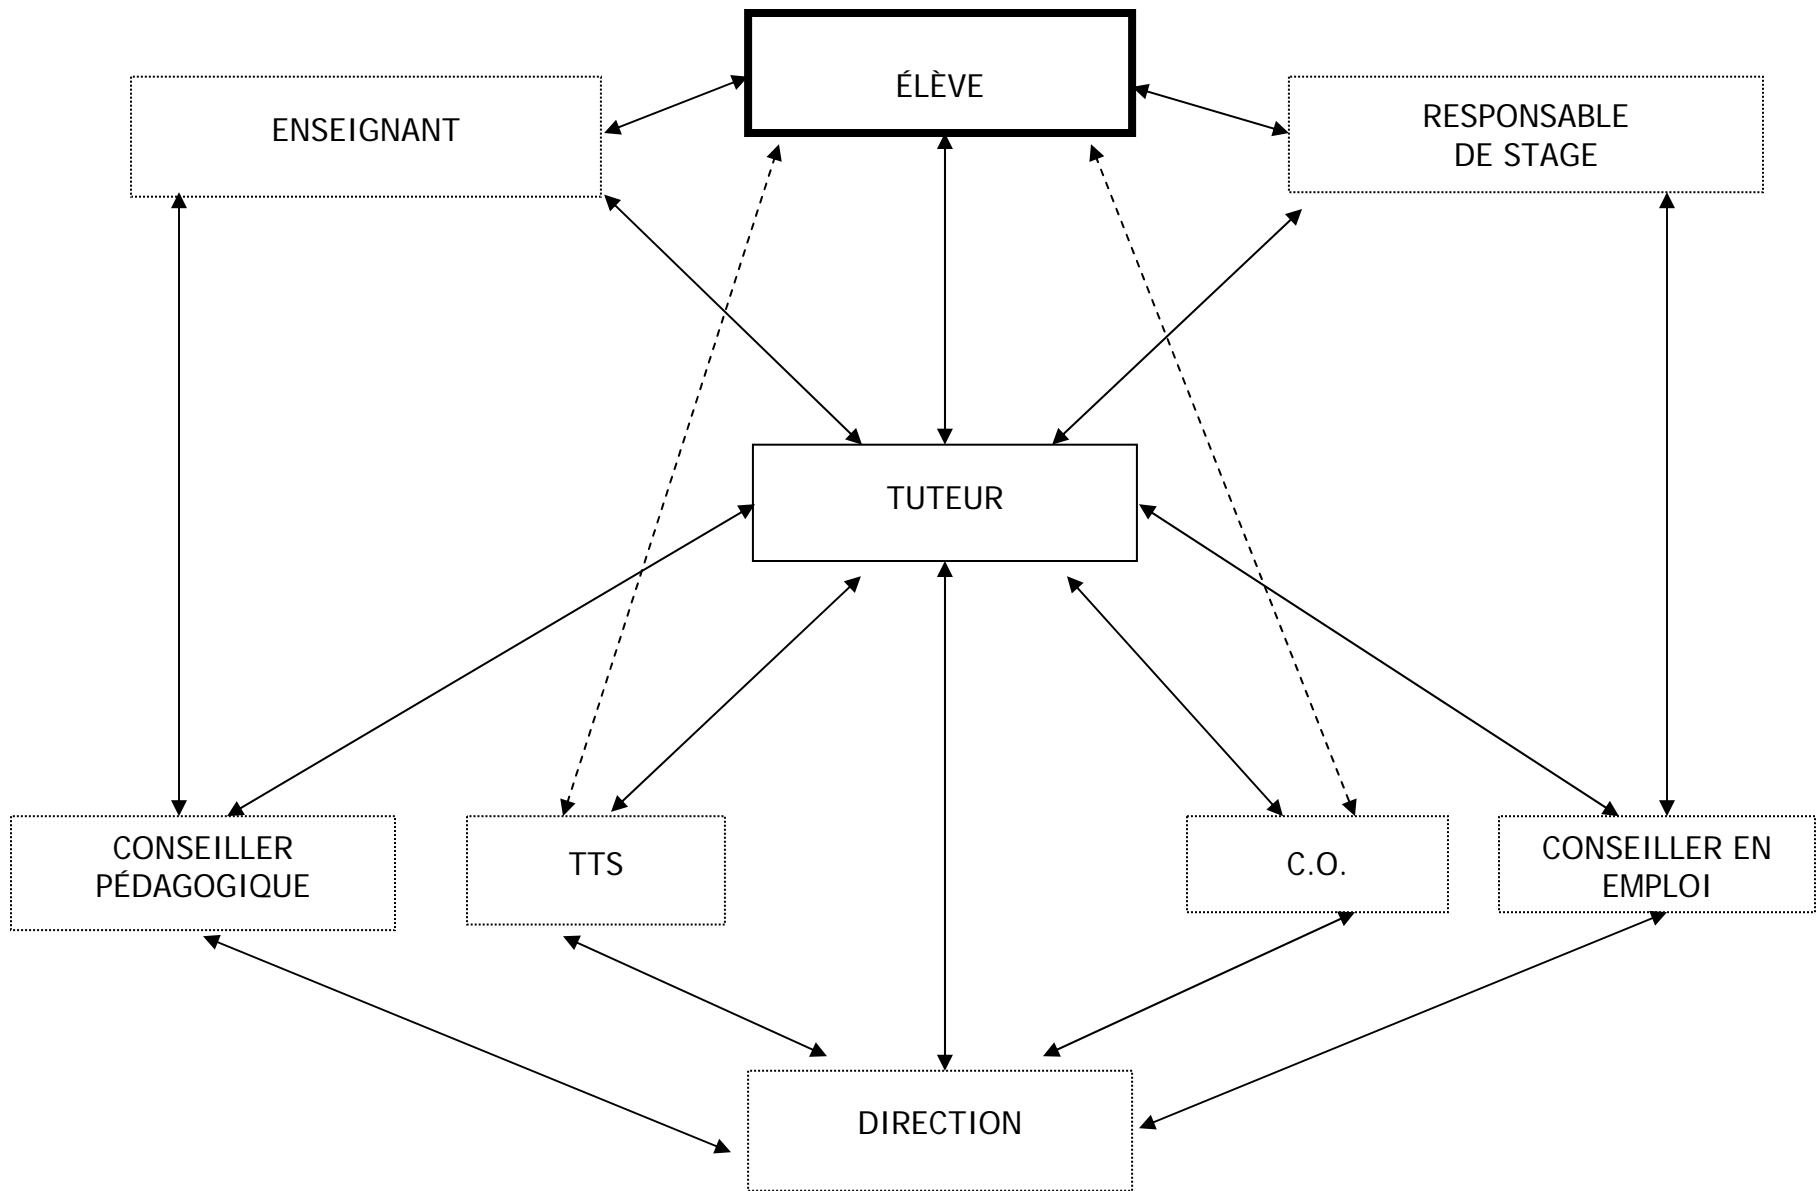 ÉLÈVE
ENSEIGNANT
RESPONSABLE
DE STAGE
TUTEUR
CONSEILLER
PÉDAGOGIQUE
TTS
C.O.
CONSEILLER EN
EMPLOI
DIRECTION